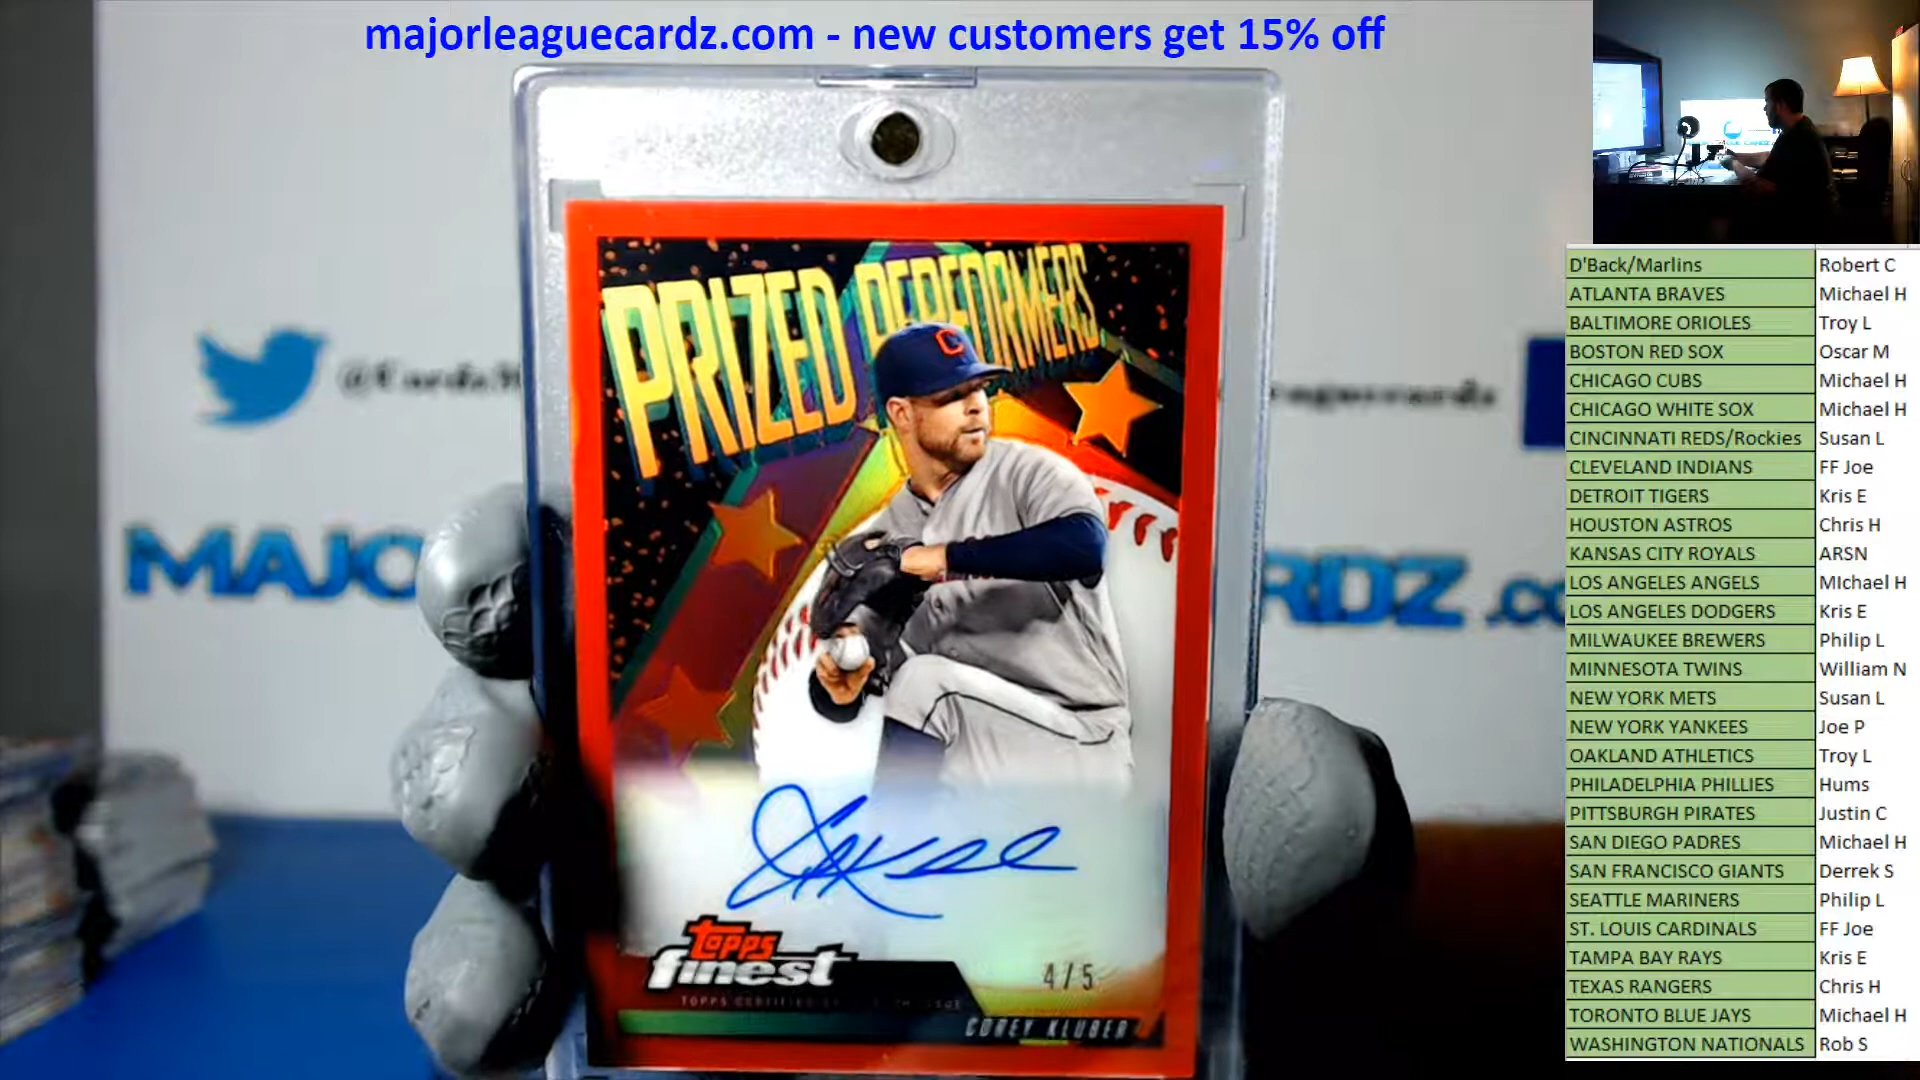 majorleaguecardz.com - new customers get 15% off
PRIZED PERFORMERS
MAJO
RDZ .co
topps
finest
4/5
COREY KLUBER
D'Back/Marlins Robert C
ATLANTA BRAVES Michael H
BALTIMORE ORIOLES Troy L
BOSTON RED SOX Oscar M
CHICAGO CUBS Michael H
CHICAGO WHITE SOX Michael H
CINCINNATI REDS/Rockies Susan L
CLEVELAND INDIANS FF Joe
DETROIT TIGERS Kris E
HOUSTON ASTROS Chris H
KANSAS CITY ROYALS ARSN
LOS ANGELES ANGELS MIchael H
LOS ANGELES DODGERS Kris E
MILWAUKEE BREWERS Philip L
MINNESOTA TWINS William N
NEW YORK METS Susan L
NEW YORK YANKEES Joe P
OAKLAND ATHLETICS Troy L
PHILADELPHIA PHILLIES Hums
PITTSBURGH PIRATES Justin C
SAN DIEGO PADRES Michael H
SAN FRANCISCO GIANTS Derrek S
SEATTLE MARINERS Philip L
ST. LOUIS CARDINALS FF Joe
TAMPA BAY RAYS Kris E
TEXAS RANGERS Chris H
TORONTO BLUE JAYS Michael H
WASHINGTON NATIONALS Rob S